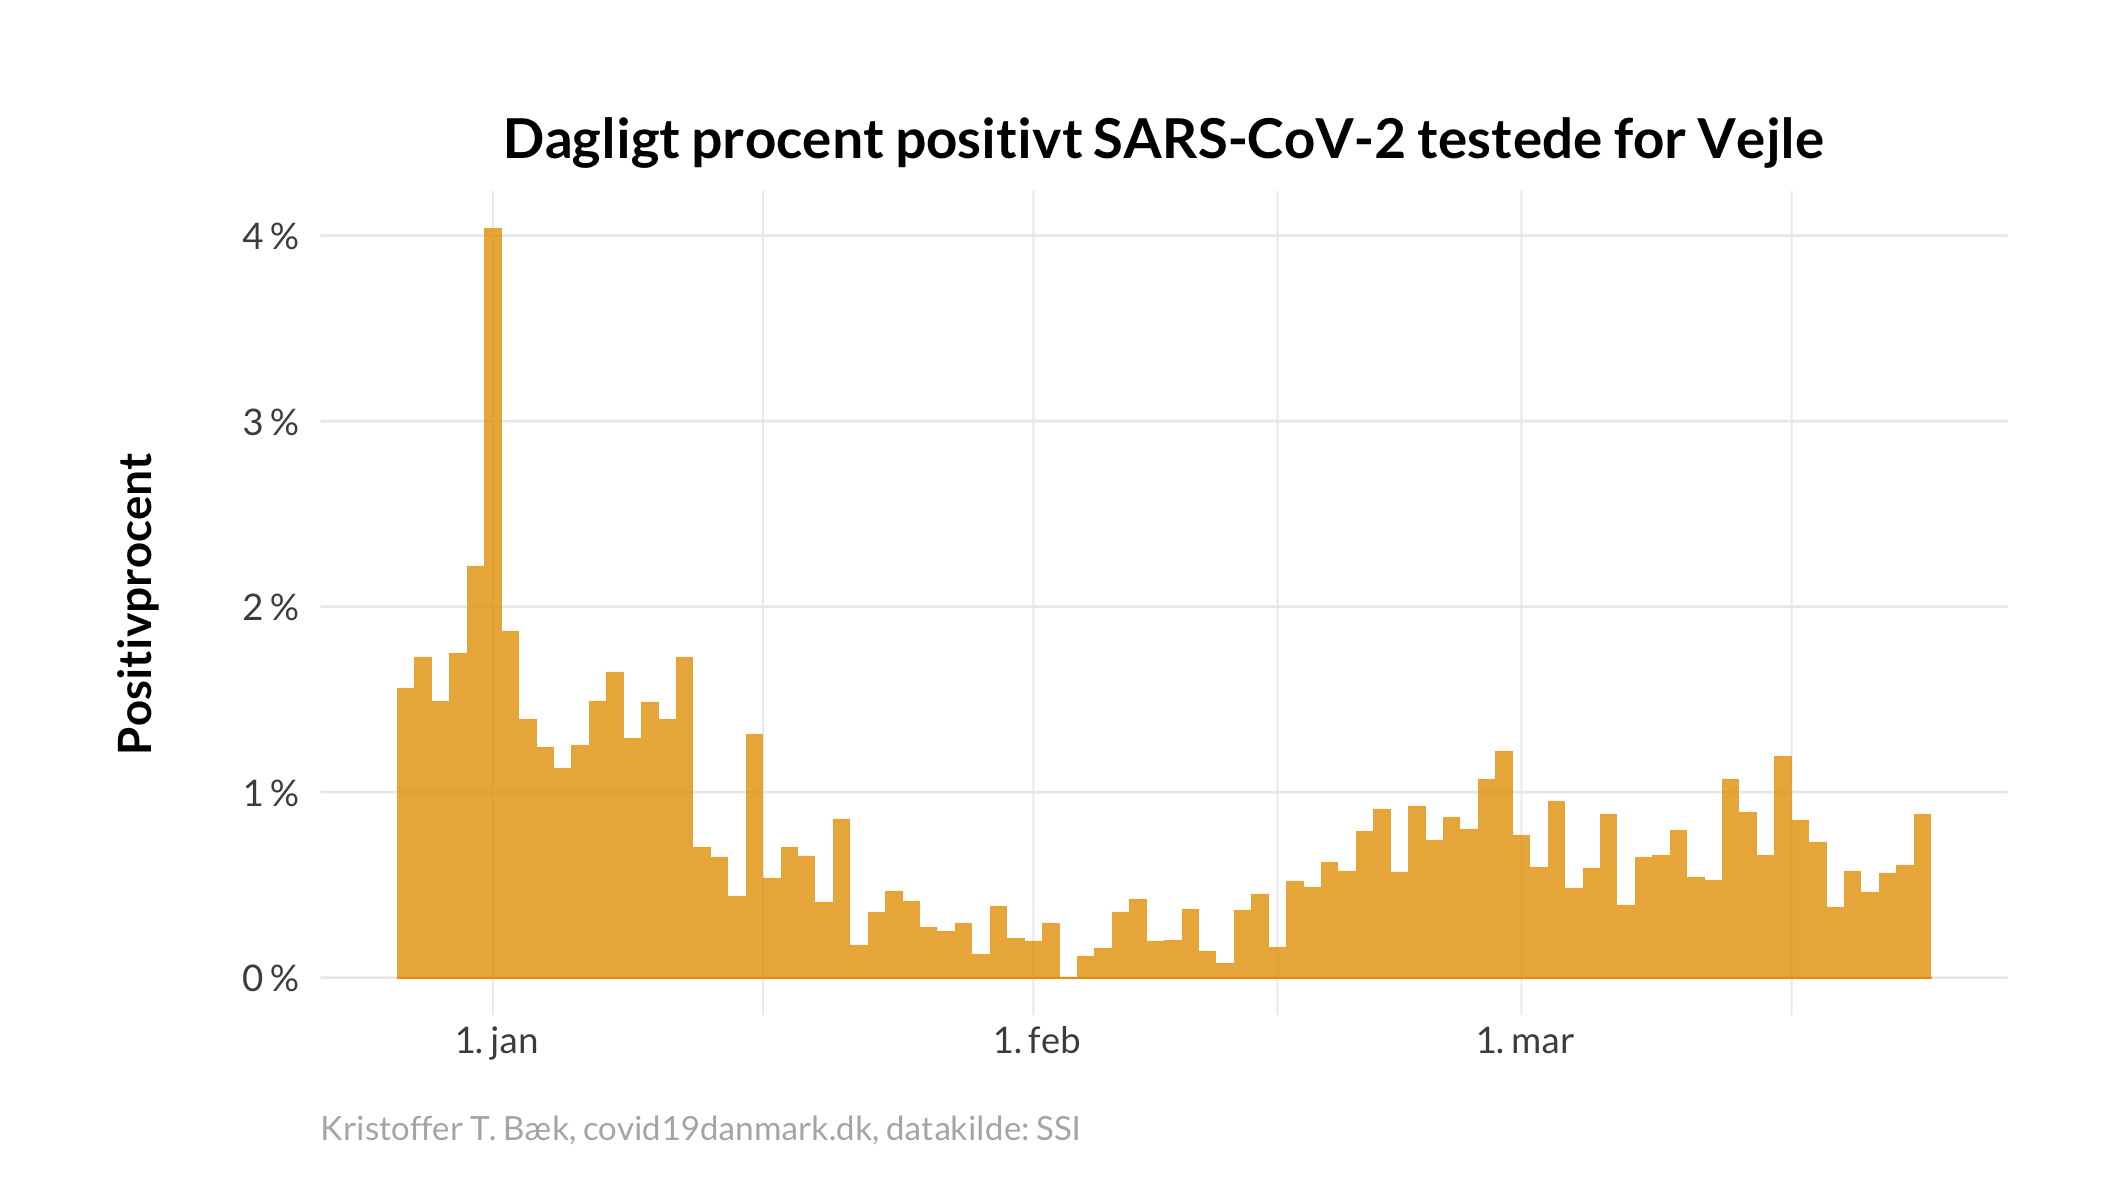 Dagligt procent positivt SARS-CoV-2 testede for Vejle
Positivprocent
4 %
3 %
2 %
1 %
0 %
1. jan
1. feb
1. mar
Kristoffer T. Bæk, covid19danmark.dk, datakilde: SSI